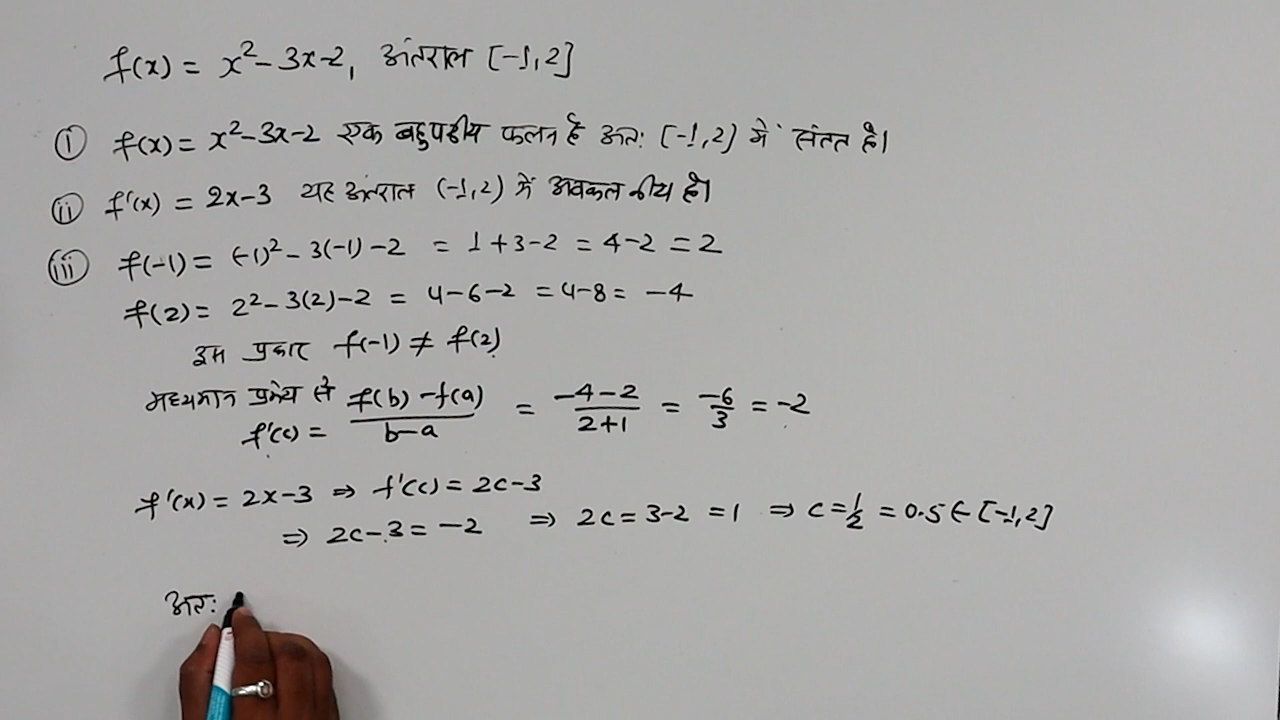 f(x) = x² - 3x - 2, अंतराल [-1, 2]
(i) f(x) = x² - 3x - 2 एक बहुपदीय फलन है अतः [-1, 2] में संतत है।
(ii) f'(x) = 2x - 3 यह अंतराल (-1, 2) में अवकलनीय है।
(iii) f(-1) = (-1)² - 3(-1) - 2 = 1 + 3 - 2 = 4 - 2 = 2
f(2) = 2² - 3(2) - 2 = 4 - 6 - 2 = 4 - 8 = -4
इस प्रकार f(-1) ≠ f(2)
मध्यमान प्रमेय से
f'(c) = \frac{f(b) - f(a)}{b - a} = \frac{-4 - 2}{2 + 1} = \frac{-6}{3} = -2
f'(x) = 2x - 3 ⇒ f'(c) = 2c - 3
⇒ 2c - 3 = -2 ⇒ 2c = 3 - 2 = 1 ⇒ c = \frac{1}{2} = 0.5 ∈ [-1, 2]
अतः